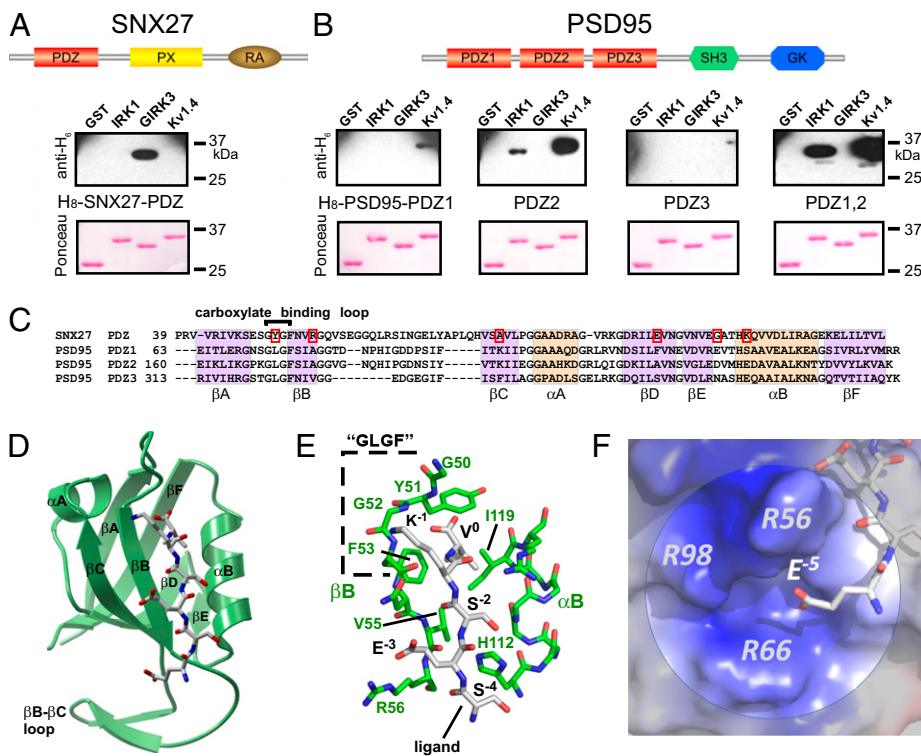 A
SNX27
PDZ PX RA
GST IRK1 GIRK3 Kv1.4
anti-H6
37
kDa
25
H8-SNX27-PDZ
Ponceau
37
25
B
PSD95
PDZ1 PDZ2 PDZ3 SH3 GK
GST IRK1 GIRK3 Kv1.4 GST IRK1 GIRK3 Kv1.4 GST IRK1 GIRK3 Kv1.4 GST IRK1 GIRK3 Kv1.4
anti-H6
37
kDa
25
H8-PSD95-PDZ1 PDZ2 PDZ3 PDZ1,2
Ponceau
37
25
C
carboxylate binding loop
SNX27 PDZ 39 PRV-VRIVKSESGYGFNVRGQVSEGGQLRSINGELYAPLQHVSAVLPGGAADRA-GVRKGDRILEVNGVNVEGATHKQVVDLIRAGEKELILTVL
PSD95 PDZ1 63 ---EITLERGNSGLGFSIAGGTD--NPHIGDDPSIF-----ITKIIPGGAAAQDGRLRVNDSILFVNEVDVREVTHSAAVEALKEAGSIVRLYVMRR
PSD95 PDZ2 160 ---EIKLIKGPKGLGFSIAGGVG-NQHIPGDNSIY------VTKIIEGGAAHKDGRLQIGDKILAVNSVGLEDVMHEDAVAALKNTYDVVYLKVAK
PSD95 PDZ3 313 ---RIVIHRGSTGLGFNIVGG--------EDGEGIF-----ISFILAGGPADLSGELRKGDQILSVNGVDLRNASHEQAAIALKNAGQTVTIIAQYK
βA βB βC αA βD βE αB βF
D
αA
βF
βA
βC βB
βD
αB
βE
βB-βC
loop
E
“GLGF”
G50
Y51
G52
K-1
V0
I119
F53
βB
αB
S-2
V55
E-3
H112
S-4
R56
ligand
F
R56
R98
E-5
R66